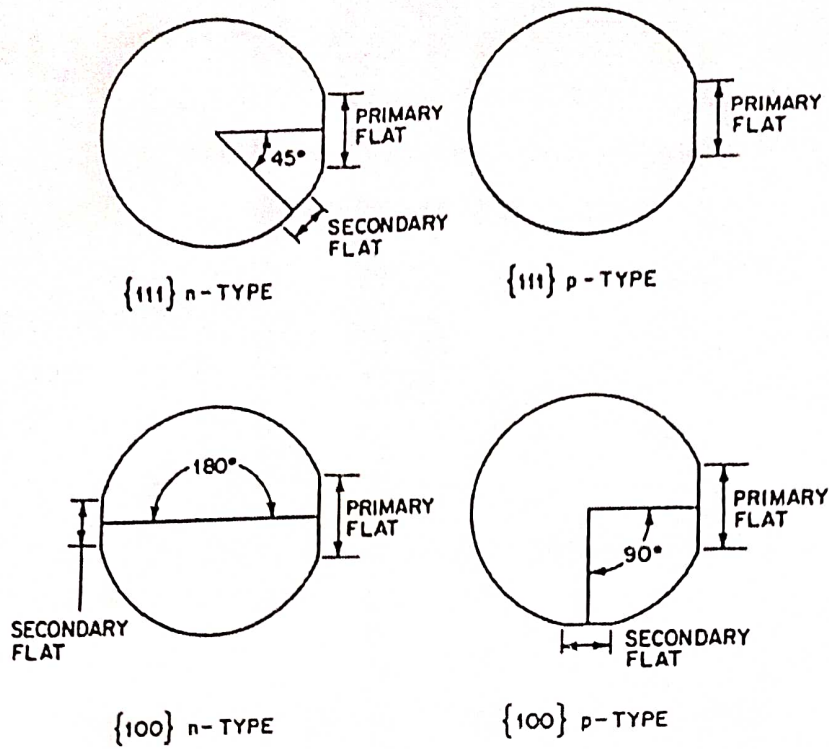 PRIMARY
FLAT
45°
SECONDARY
FLAT
{111} n-TYPE
PRIMARY
FLAT
{111} p-TYPE
180°
PRIMARY
FLAT
SECONDARY
FLAT
{100} n-TYPE
PRIMARY
FLAT
90°
SECONDARY
FLAT
{100} p-TYPE